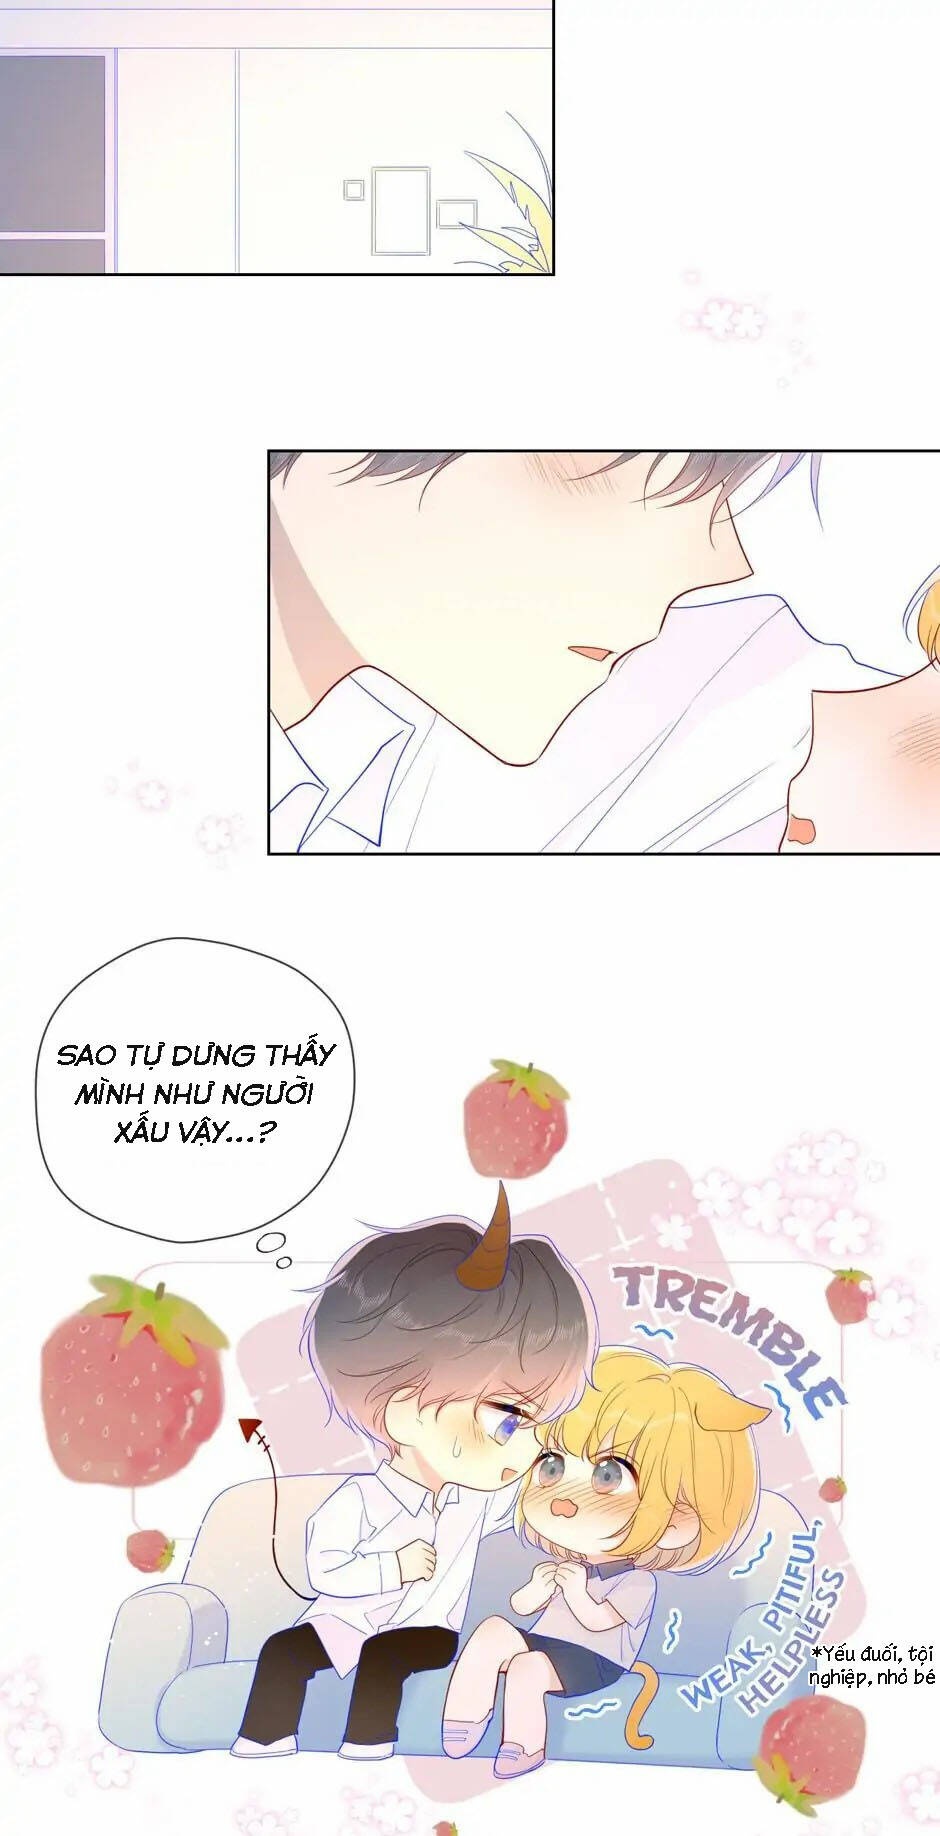 SAO TỰ DƯNG THẤY
MÌNH NHƯ NGƯỜI
XẤU VẬY...?
TREMBLE
WEAK, PITIFUL,
HELPLESS
*Yếu đuối, tội
nghiệp, nhỏ bé